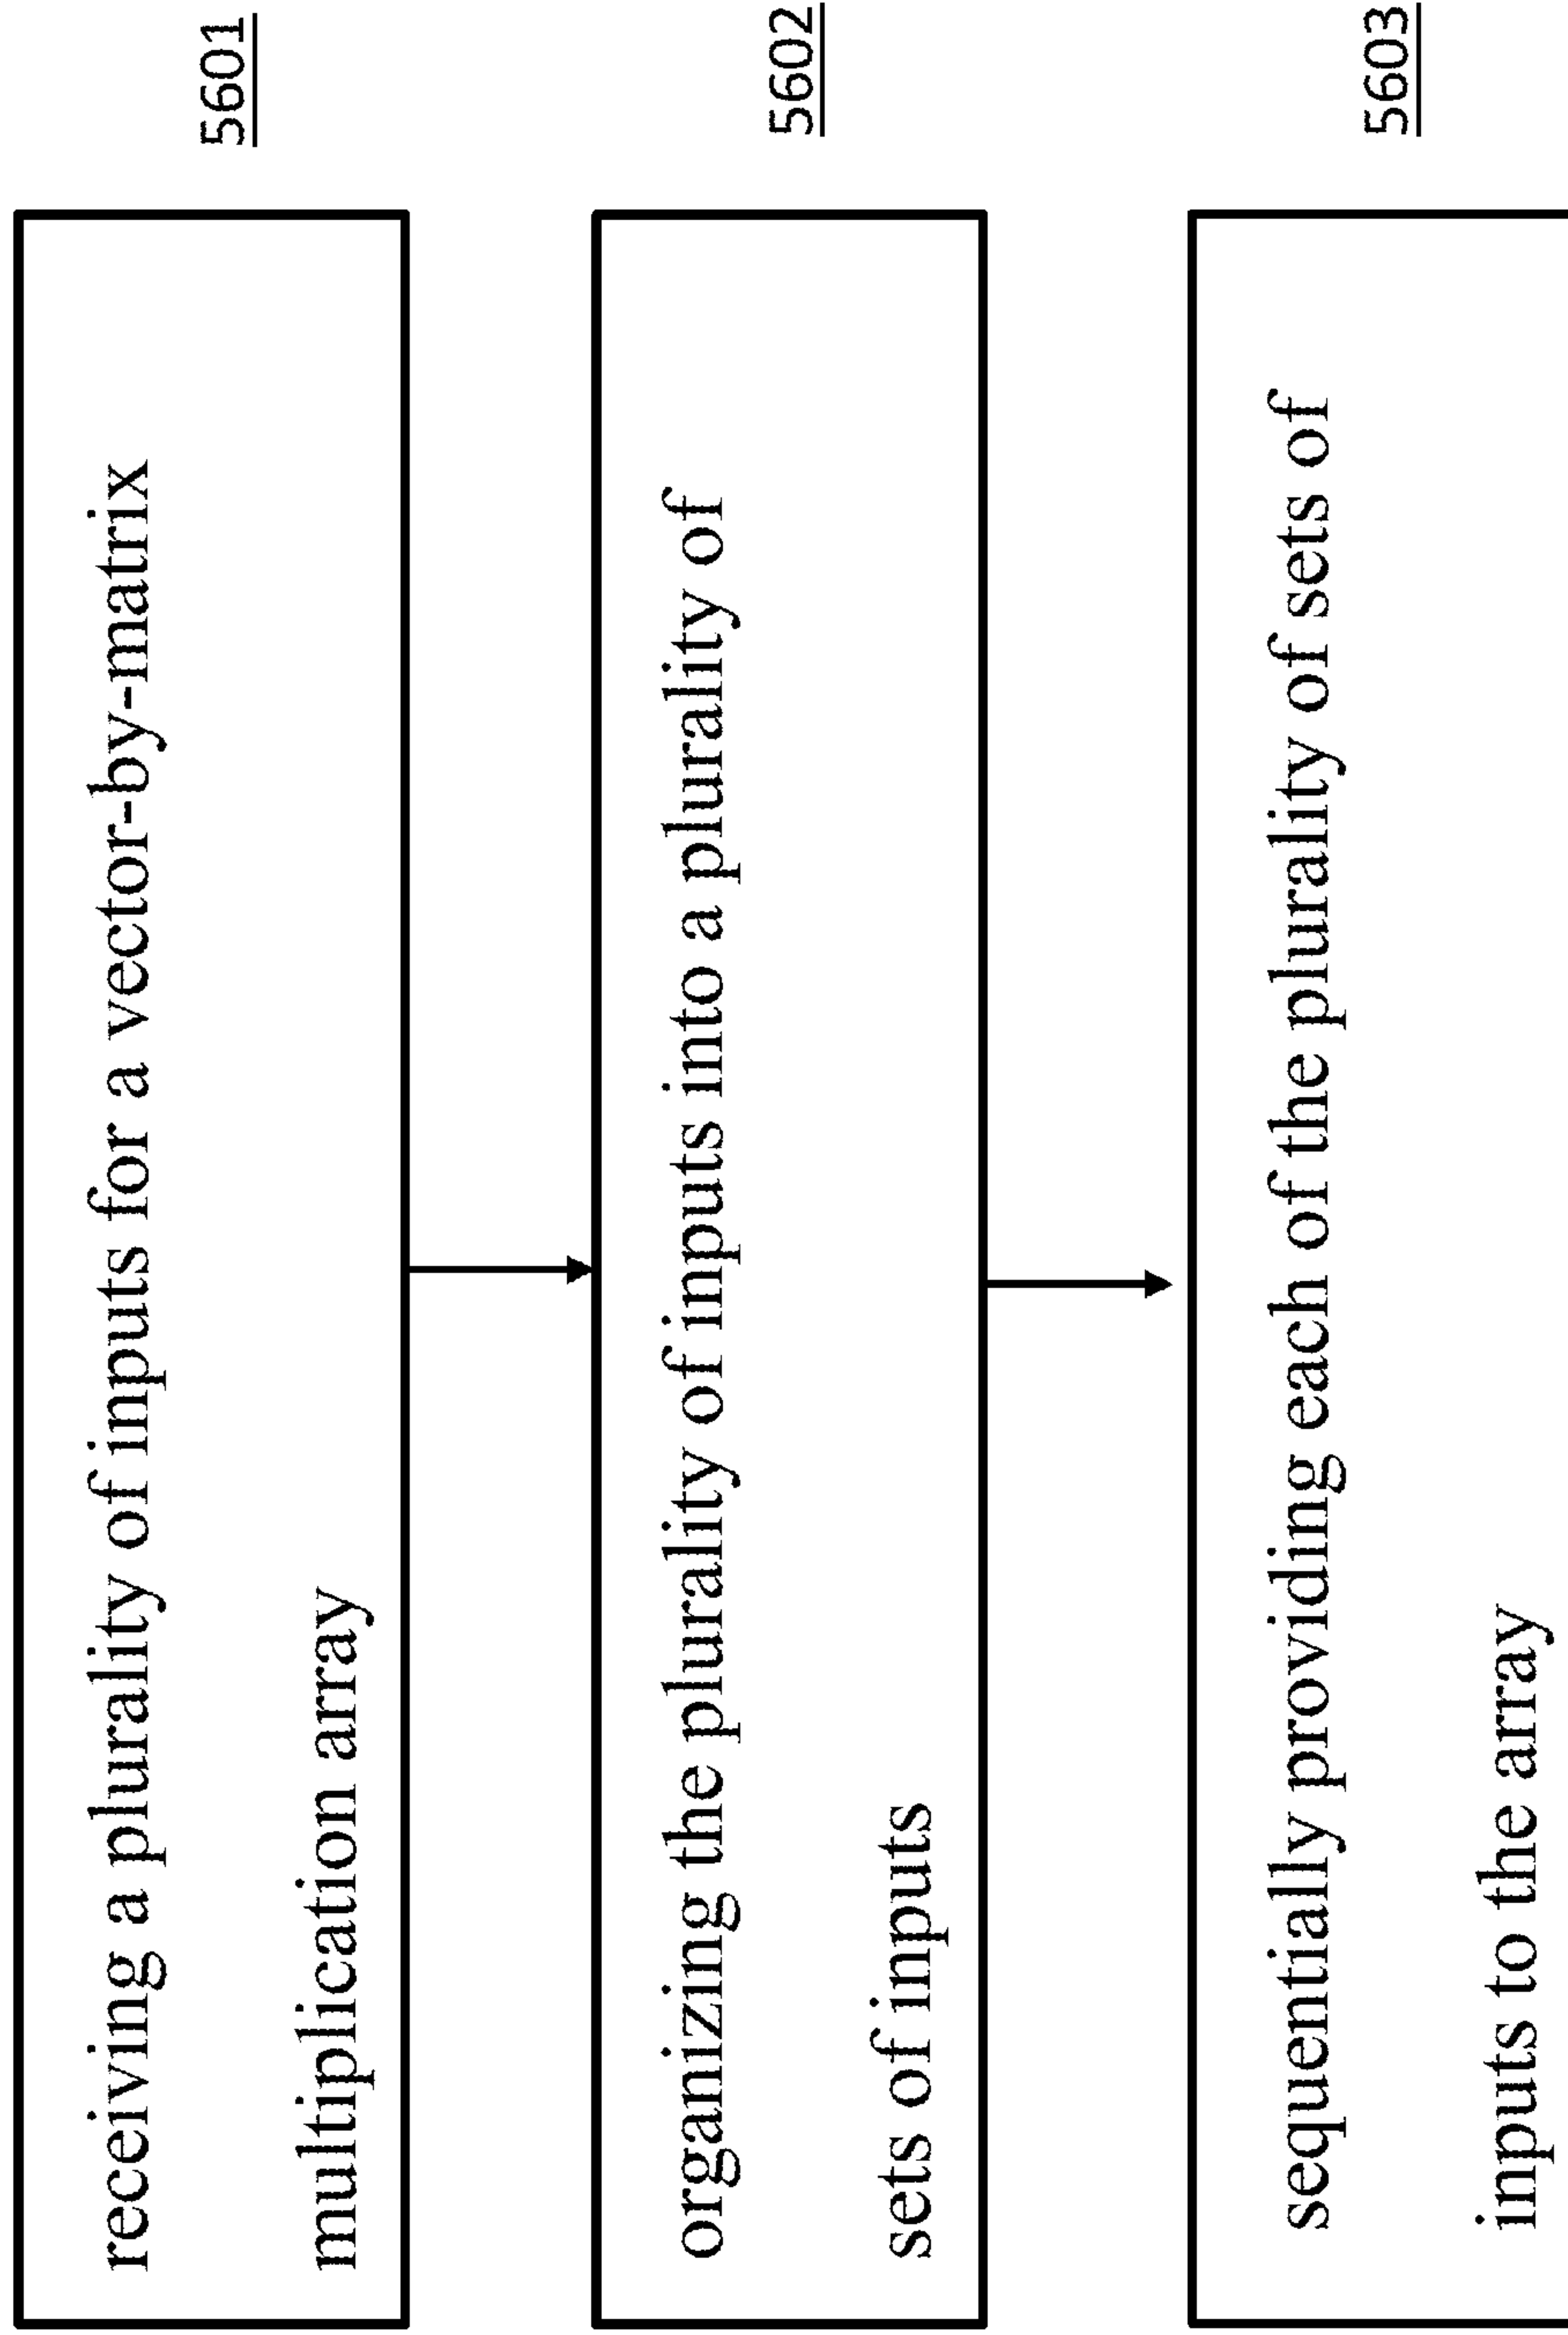 receiving a plurality of inputs for a vector-by-matrix
multiplication array
5601
organizing the plurality of inputs into a plurality of
sets of inputs
5602
sequentially providing each of the plurality of sets of
inputs to the array
5603